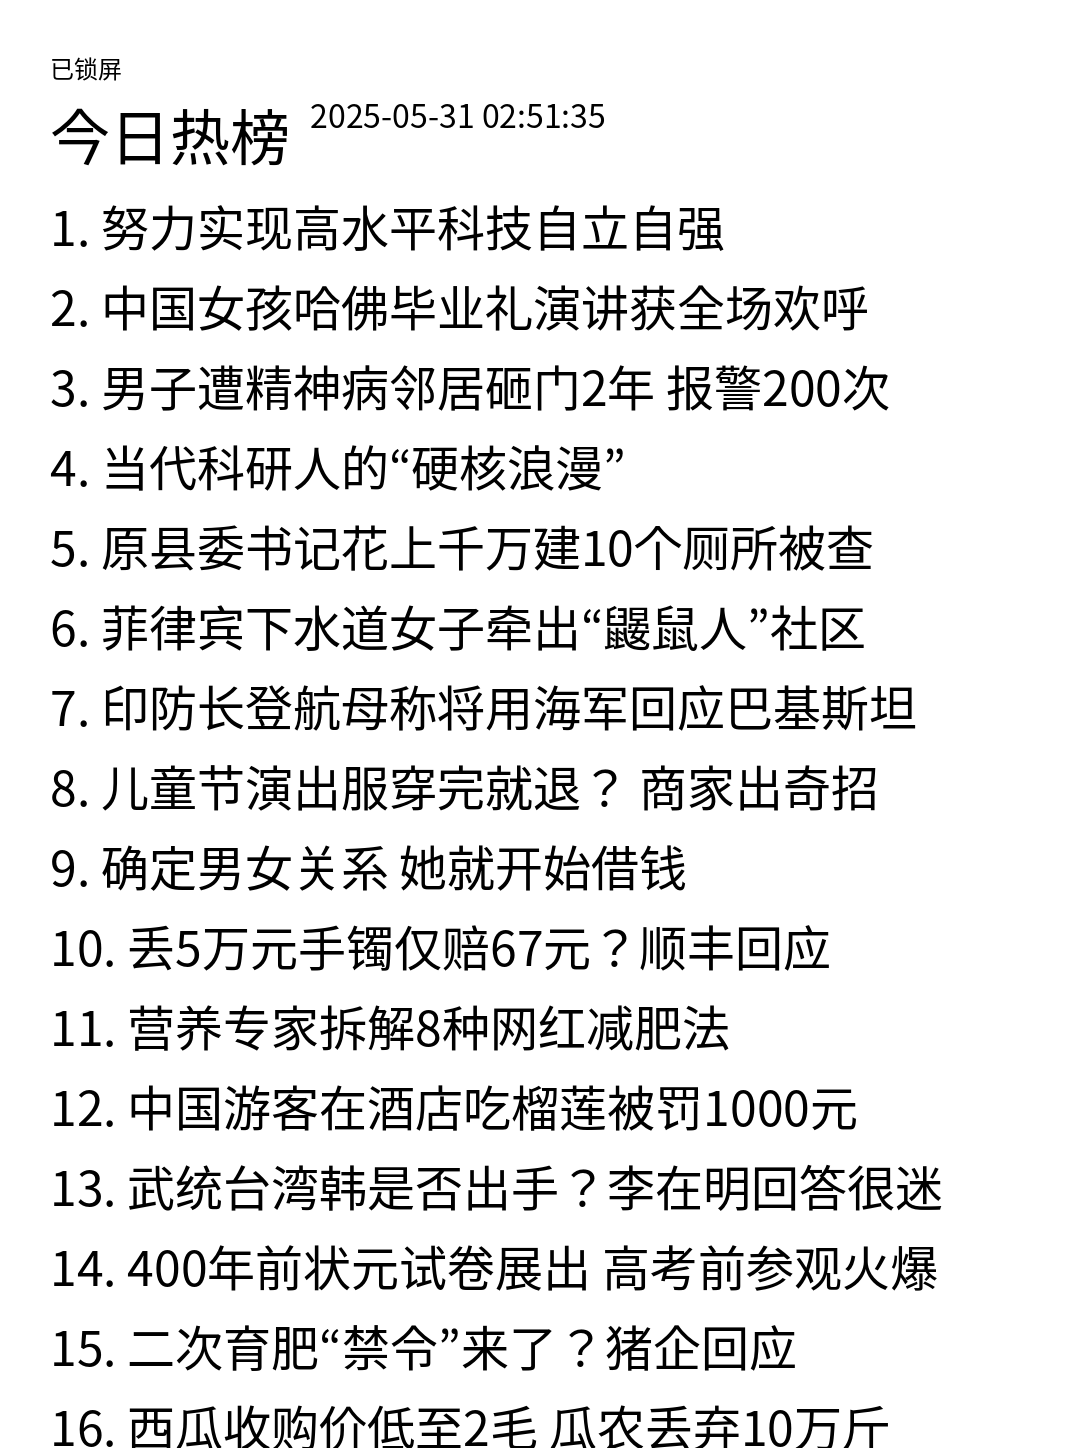 已锁屏
今日热榜 2025-05-31 02:51:35
1. 努力实现高水平科技自立自强
2. 中国女孩哈佛毕业礼演讲获全场欢呼
3. 男子遭精神病邻居砸门2年 报警200次
4. 当代科研人的“硬核浪漫”
5. 原县委书记花上千万建10个厕所被查
6. 菲律宾下水道女子牵出“鼹鼠人”社区
7. 印防长登航母称将用海军回应巴基斯坦
8. 儿童节演出服穿完就退？ 商家出奇招
9. 确定男女关系 她就开始借钱
10. 丢5万元手镯仅赔67元？顺丰回应
11. 营养专家拆解8种网红减肥法
12. 中国游客在酒店吃榴莲被罚1000元
13. 武统台湾韩是否出手？李在明回答很迷
14. 400年前状元试卷展出 高考前参观火爆
15. 二次育肥“禁令”来了？猪企回应
16. 西瓜收购价低至2毛 瓜农丢弃10万斤